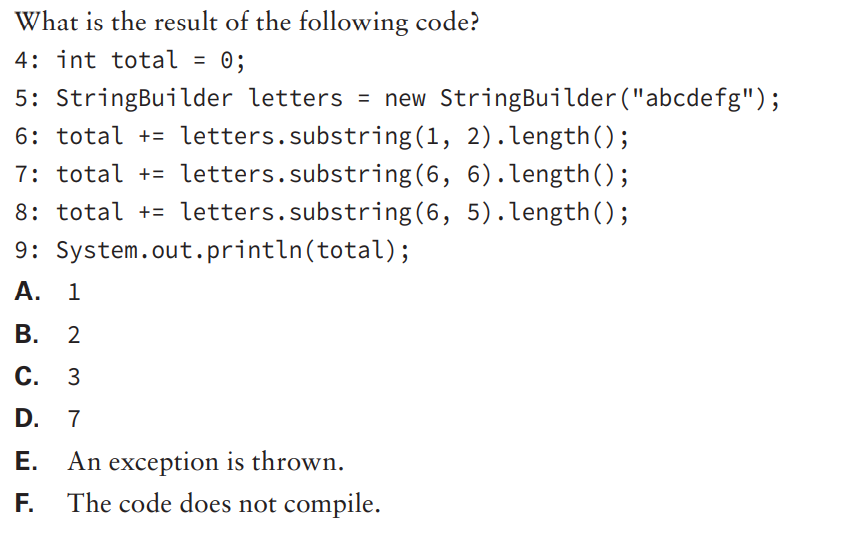 What is the result of the following code?
4: int total = 0;
5: StringBuilder letters = new StringBuilder("abcdefg");
6: total += letters.substring(1, 2).length();
7: total += letters.substring(6, 6).length();
8: total += letters.substring(6, 5).length();
9: System.out.println(total);
A. 1
B. 2
C. 3
D. 7
E. An exception is thrown.
F. The code does not compile.